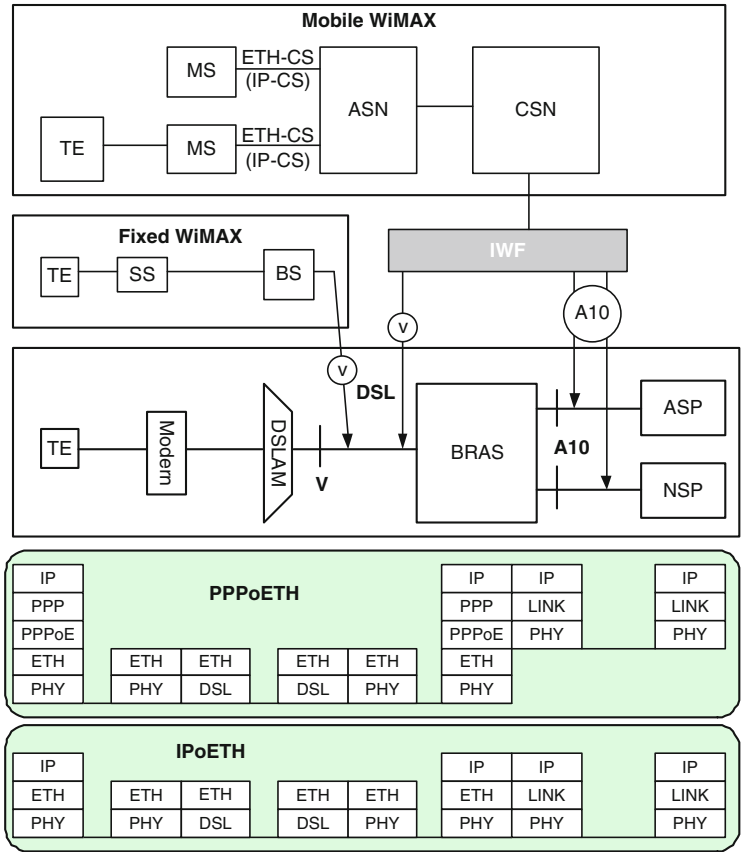 Mobile WiMAX
MS
ETH-CS
(IP-CS)
ASN
CSN
TE
MS
ETH-CS
(IP-CS)
Fixed WiMAX
TE
SS
BS
IWF
V
A10
V
DSL
TE
Modern
DSLAM
V
BRAS
A10
ASP
NSP
PPPoETH
IP IP IP IP
PPP PPP LINK LINK
PPPoE PPPoE PHY PHY
ETH ETH ETH ETH ETH ETH
PHY PHY DSL DSL PHY PHY
IPoETH
IP IP IP IP
ETH ETH ETH ETH ETH ETH LINK LINK
PHY PHY DSL DSL PHY PHY PHY PHY